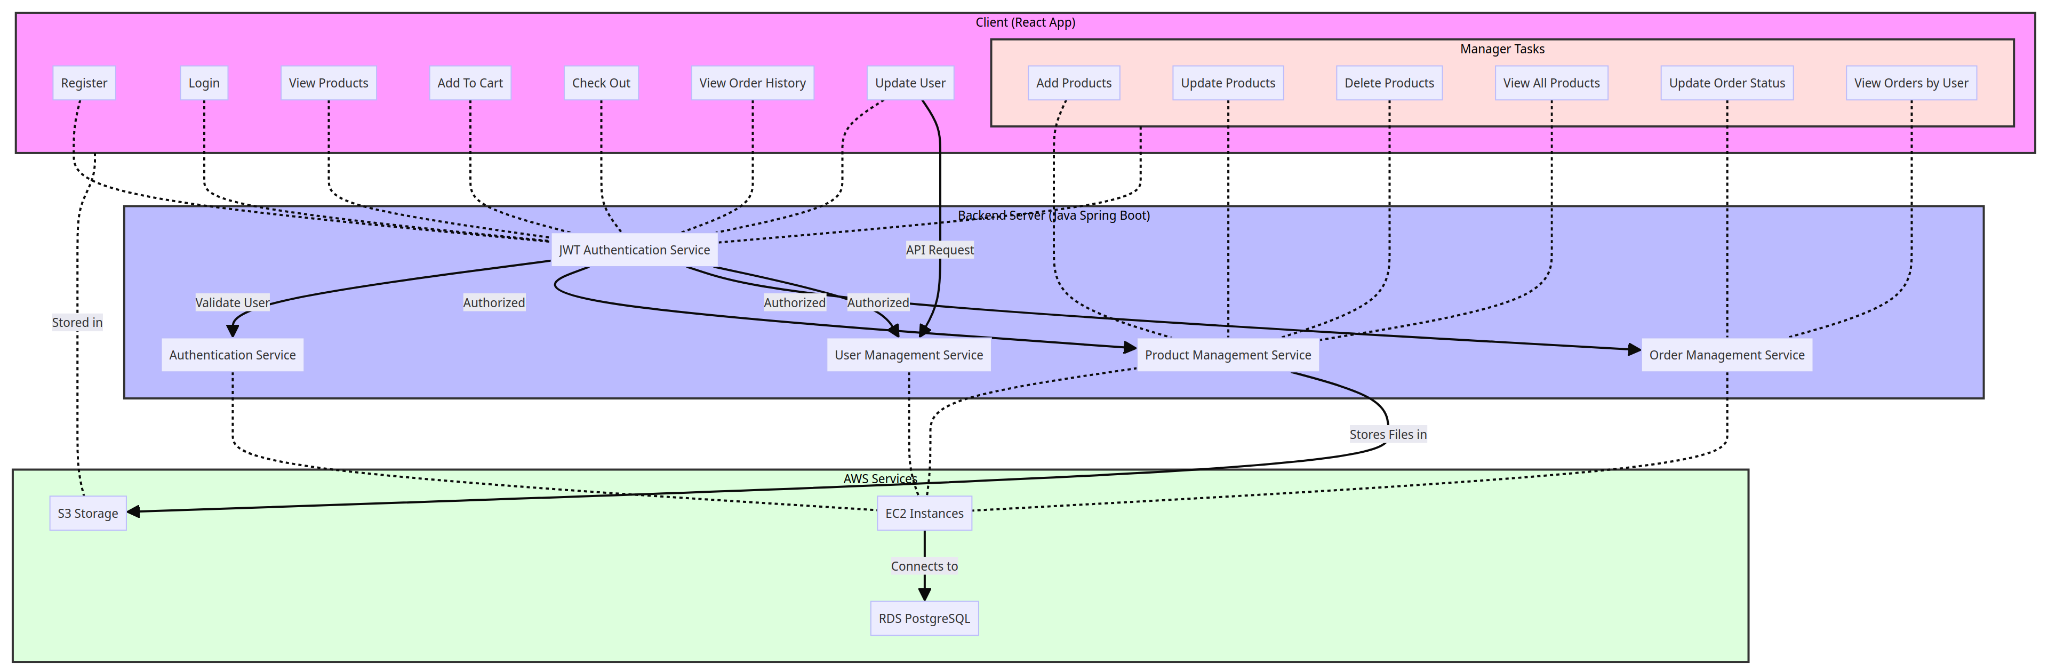 Client (React App)
Manager Tasks
Register
Login
View Products
Add To Cart
Check Out
View Order History
Update User
Add Products
Update Products
Delete Products
View All Products
Update Order Status
View Orders by User
Backend Server (Java Spring Boot)
JWT Authentication Service
API Request
Validate User
Authorized
Authorized
Authorized
Stored in
Authentication Service
User Management Service
Product Management Service
Order Management Service
Stores Files in
AWS Services
S3 Storage
EC2 Instances
Connects to
RDS PostgreSQL